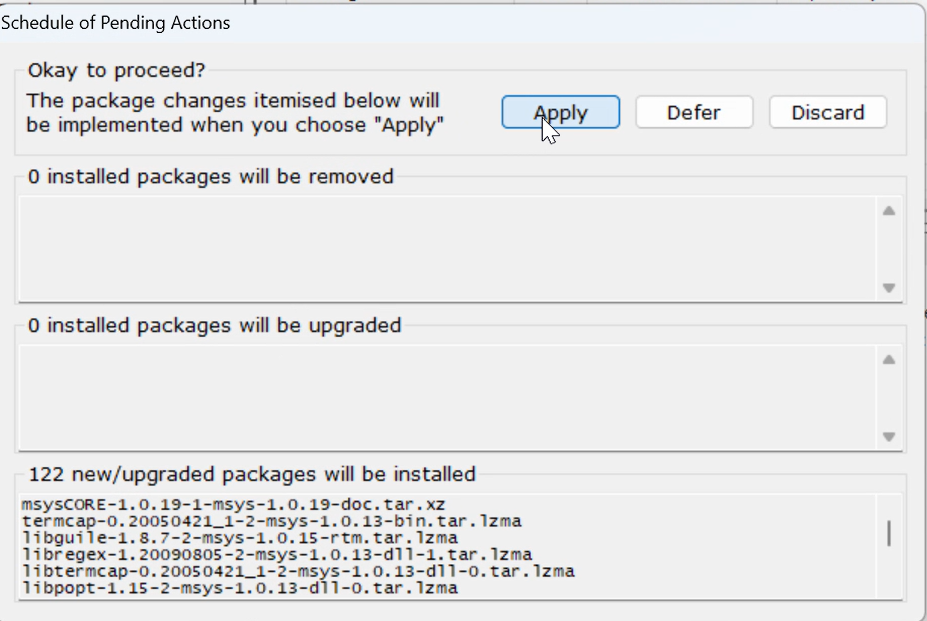 Schedule of Pending Actions
Okay to proceed?
The package changes itemised below will
be implemented when you choose "Apply"
Apply
Defer
Discard
0 installed packages will be removed
0 installed packages will be upgraded
122 new/upgraded packages will be installed
msysCORE-1.0.19-1-msys-1.0.19-doc.tar.xz
termcap-0.20050421_1-2-msys-1.0.13-bin.tar.lzma
libguile-1.8.7-2-msys-1.0.15-rtm.tar.lzma
libregex-1.20090805-2-msys-1.0.13-dll-1.tar.lzma
libtermcap-0.20050421_1-2-msys-1.0.13-dll-0.tar.lzma
libpopt-1.15-2-msys-1.0.13-dll-0.tar.lzma